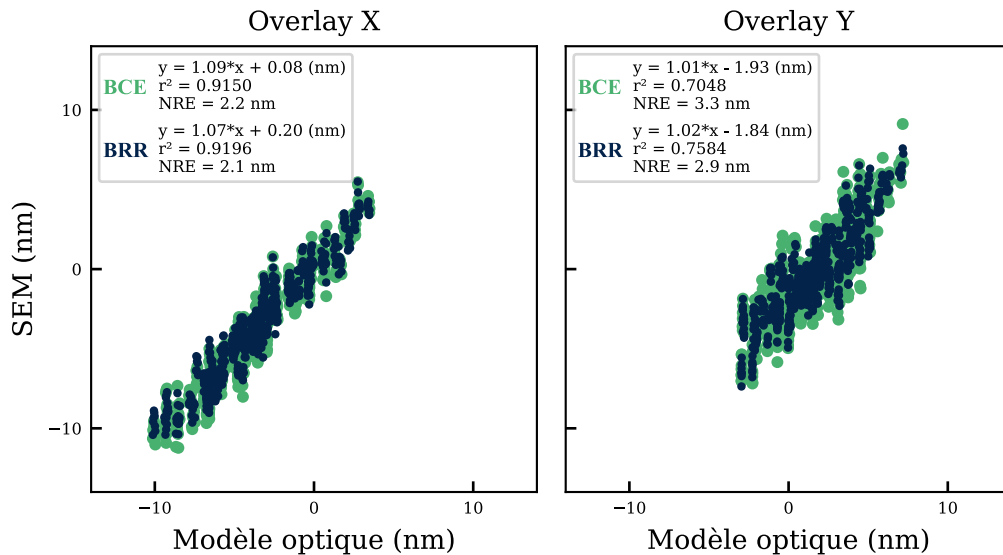 Overlay X
Overlay Y
BCE
y = 1.09*x + 0.08 (nm)
r² = 0.9150
NRE = 2.2 nm
BRR
y = 1.07*x + 0.20 (nm)
r² = 0.9196
NRE = 2.1 nm
BCE
y = 1.01*x - 1.93 (nm)
r² = 0.7048
NRE = 3.3 nm
BRR
y = 1.02*x - 1.84 (nm)
r² = 0.7584
NRE = 2.9 nm
SEM (nm)
10
0
−10
−10 0 10
−10 0 10
Modèle optique (nm)
Modèle optique (nm)